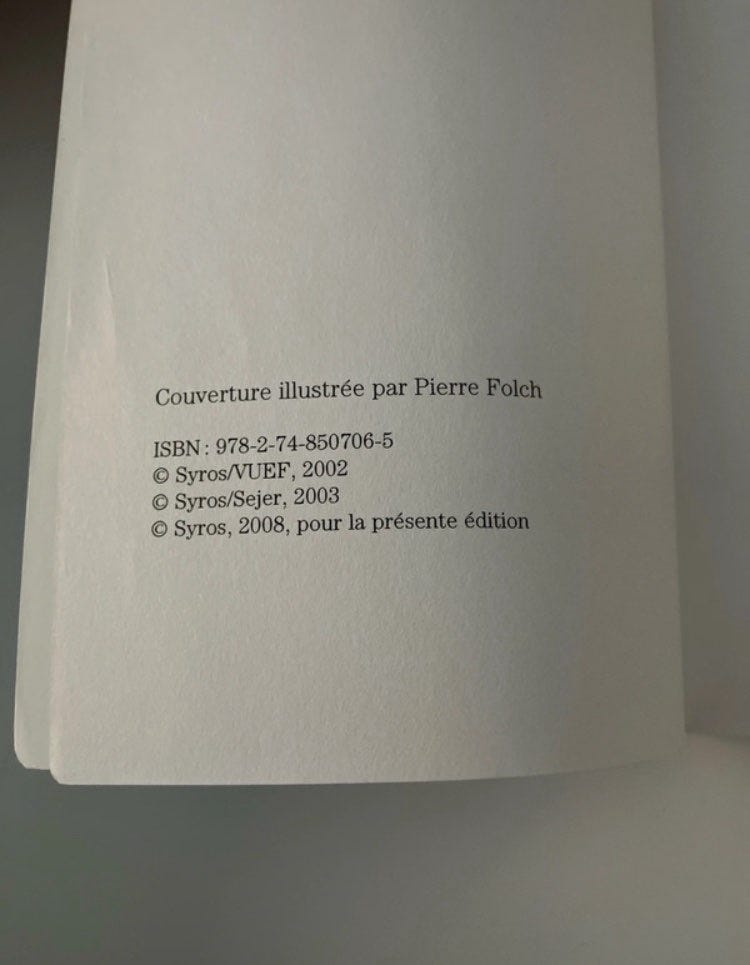 Couverture illustrée par Pierre Folch
ISBN : 978-2-74-850706-5
© Syros/VUEF, 2002
© Syros/Sejer, 2003
© Syros, 2008, pour la présente édition